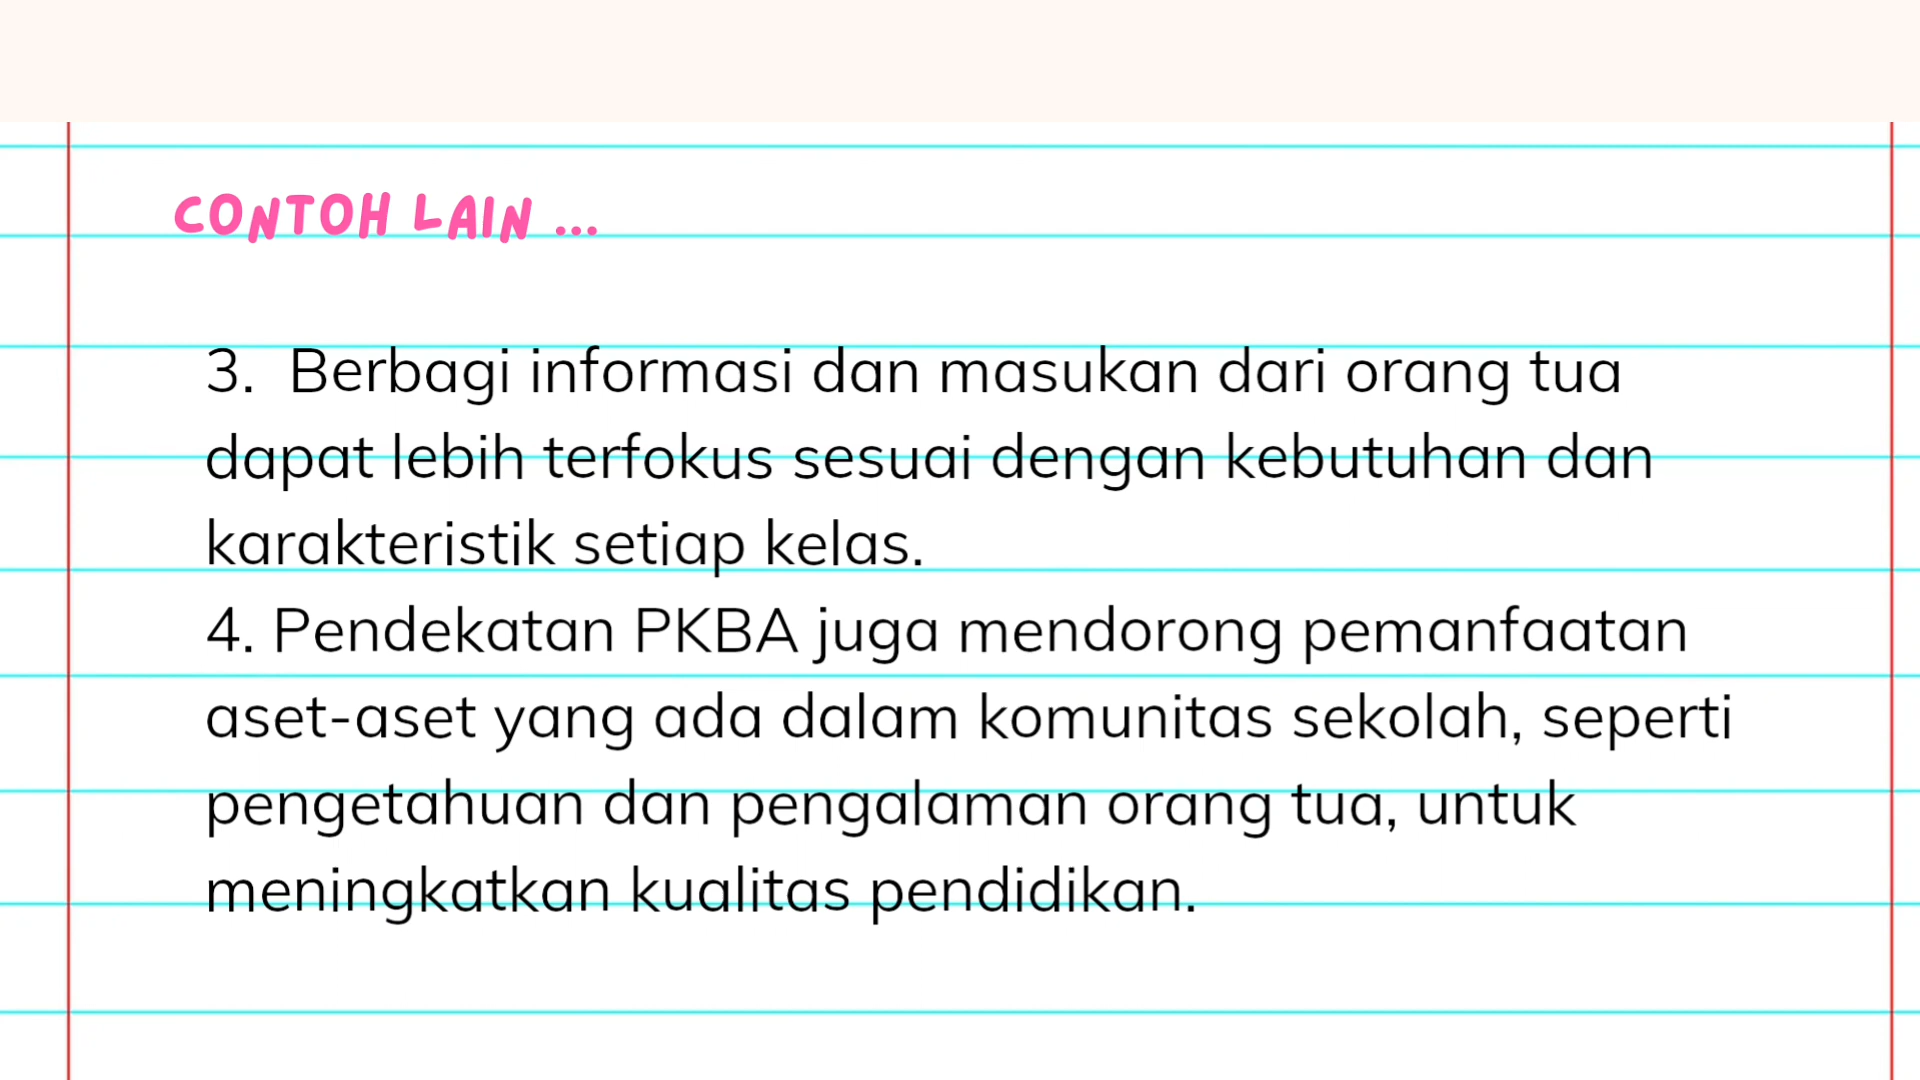 CONTOH LAIN ...
3. Berbagi informasi dan masukan dari orang tua
dapat lebih terfokus sesuai dengan kebutuhan dan
karakteristik setiap kelas.
4. Pendekatan PKBA juga mendorong pemanfaatan
aset-aset yang ada dalam komunitas sekolah, seperti
pengetahuan dan pengalaman orang tua, untuk
meningkatkan kualitas pendidikan.